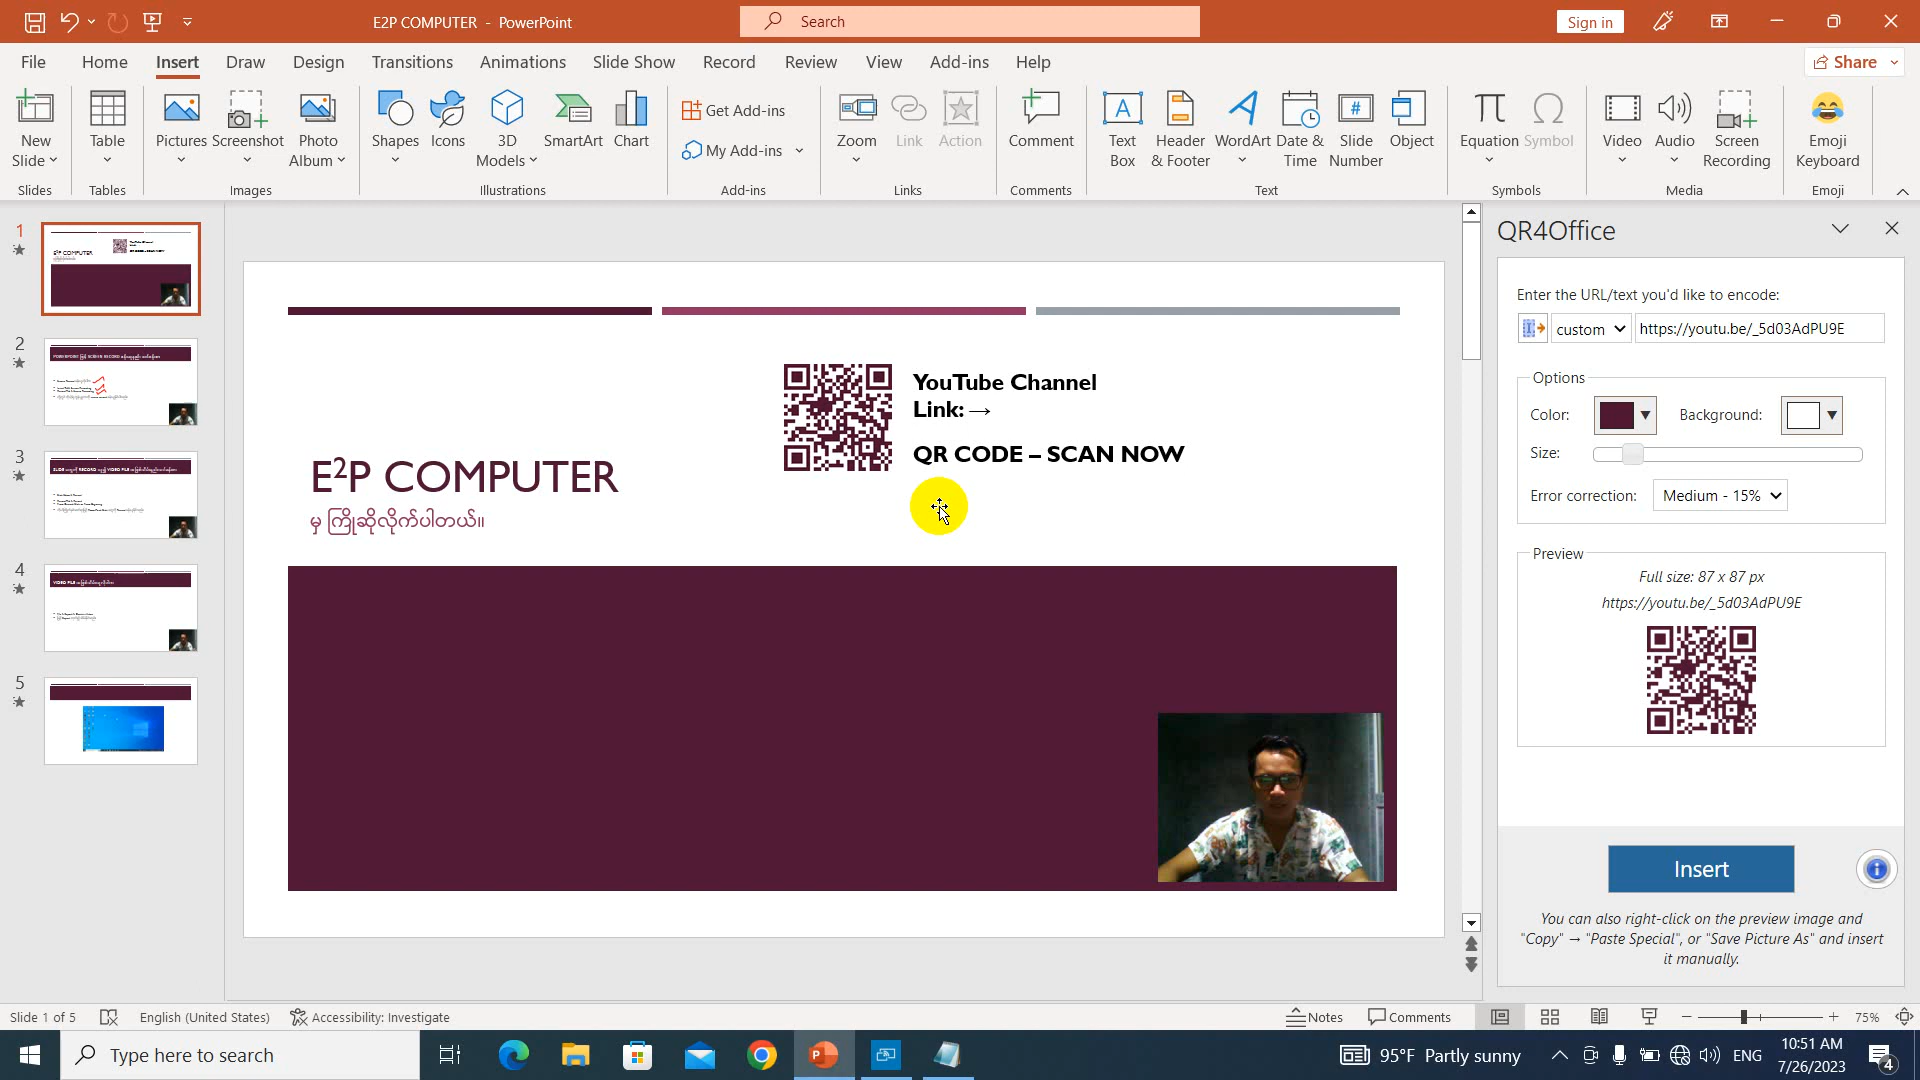 E2P COMPUTER - PowerPoint
Search
Sign in
File Home Insert Draw Design Transitions Animations Slide Show Record Review View Add-ins Help
Share
New Slide
Table
Pictures
Screenshot
Photo Album
Shapes
Icons
3D Models
SmartArt
Chart
Get Add-ins
My Add-ins
Zoom
Link
Action
Comment
Text Box
Header & Footer
WordArt
Date & Time
Slide Number
Object
Equation
Symbol
Video
Audio
Screen Recording
Emoji Keyboard
Slides Tables Images Illustrations Add-ins Links Comments Text Symbols Media Emoji
1
2
3
4
5
YouTube Channel
Link: →
QR CODE – SCAN NOW
E²P COMPUTER
မှ ကြိုဆိုလိုက်ပါတယ်။
QR4Office
Enter the URL/text you'd like to encode:
custom https://youtu.be/_5d03AdPU9E
Options
Color: Background:
Size:
Error correction: Medium - 15%
Preview
Full size: 87 x 87 px
https://youtu.be/_5d03AdPU9E
Insert
You can also right-click on the preview image and
"Copy" → "Paste Special", or "Save Picture As" and insert
it manually.
Slide 1 of 5 English (United States) Accessibility: Investigate Notes Comments 75%
Type here to search
95°F Partly sunny
ENG
10:51 AM
7/26/2023
4